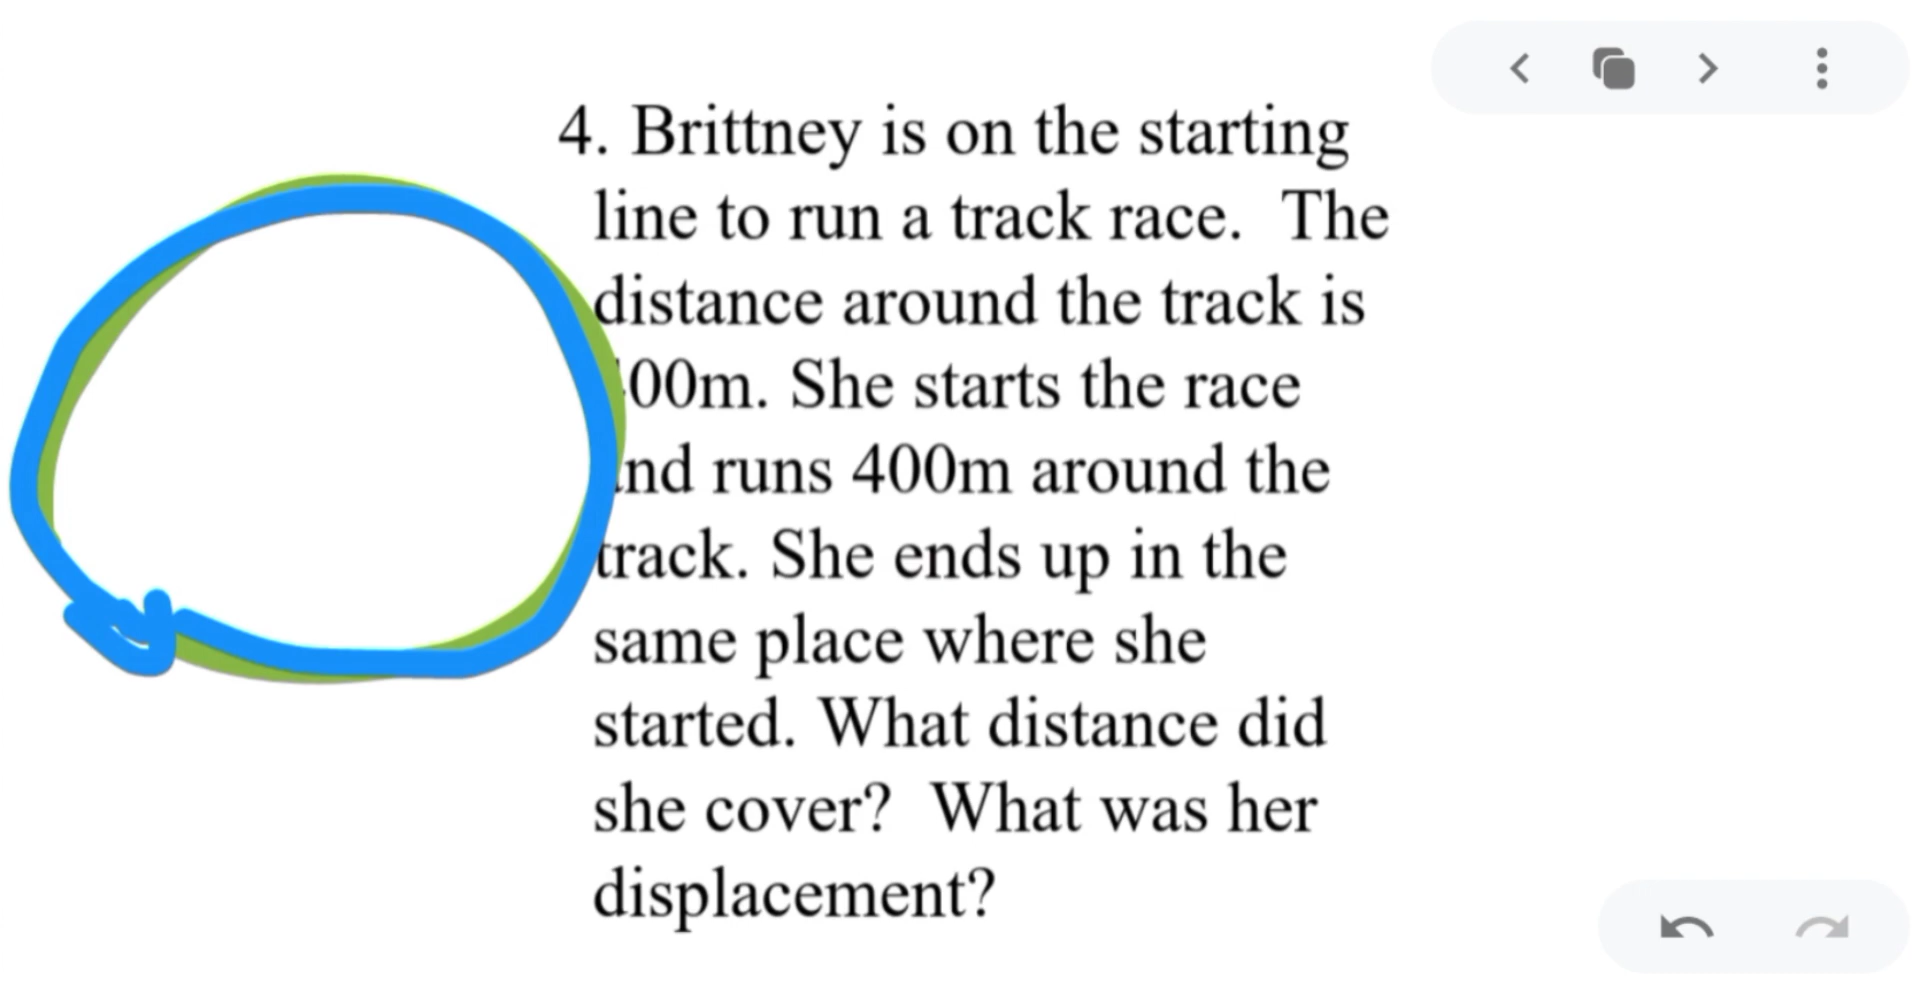 4. Brittney is on the starting
line to run a track race.  The
distance around the track is
00m. She starts the race
nd runs 400m around the
track. She ends up in the
same place where she
started. What distance did
she cover?  What was her
displacement?